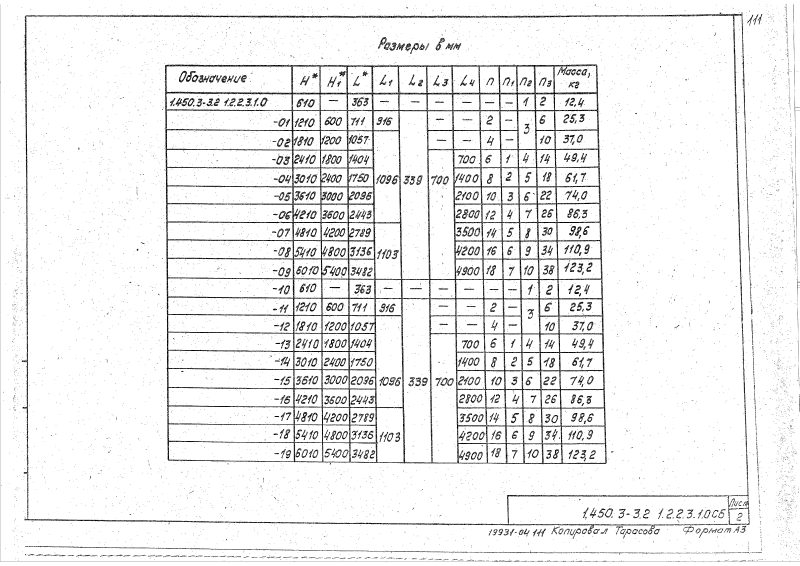 111
Размеры в мм
Обозначение H* H1* L* L1 L2 L3 L4 n n1 n2 n3 Масса, кг
1.450.3-3.2 1.2.2.3.1.0 610 — 363 — — — — — — 1 2 12,4
-01 1210 600 711 916 339 — — 2 — 3 6 25,3
-02 1810 1200 1057 1096 — — 4 — 10 37,0
-03 2410 1800 1404 700 700 6 1 4 14 49,4
-04 3010 2400 1750 1400 8 2 5 18 61,7
-05 3610 3000 2096 2100 10 3 6 22 74,0
-06 4210 3600 2443 2800 12 4 7 26 86,3
-07 4810 4200 2789 1103 3500 14 5 8 30 98,6
-08 5410 4800 3136 4200 16 6 9 34 110,9
-09 6010 5400 3482 4900 18 7 10 38 123,2
-10 610 — 363 — — — — — — 1 2 12,4
-11 1210 600 711 916 339 — — 2 — 3 6 25,3
-12 1810 1200 1057 1096 — — 4 — 10 37,0
-13 2410 1800 1404 700 700 6 1 4 14 49,4
-14 3010 2400 1750 1400 8 2 5 18 61,7
-15 3610 3000 2096 2100 10 3 6 22 74,0
-16 4210 3600 2443 2800 12 4 7 26 86,3
-17 4810 4200 2789 1103 3500 14 5 8 30 98,6
-18 5410 4800 3136 4200 16 6 9 34 110,9
-19 6010 5400 3482 4900 18 7 10 38 123,2
1.450.3-3.2 1.2.2.3.1.0СБ
Лист
2
19931-04 111 Копировал Тарасова Формат А3